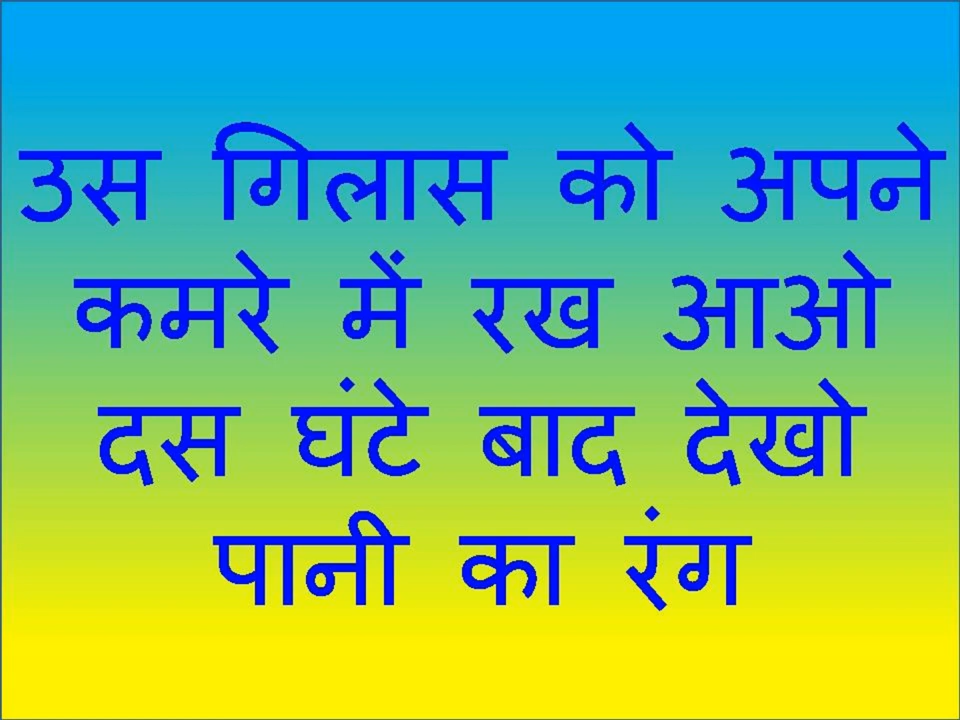 उस गिलास को अपने
कमरे में रख आओ
दस घंटे बाद देखो
पानी का रंग